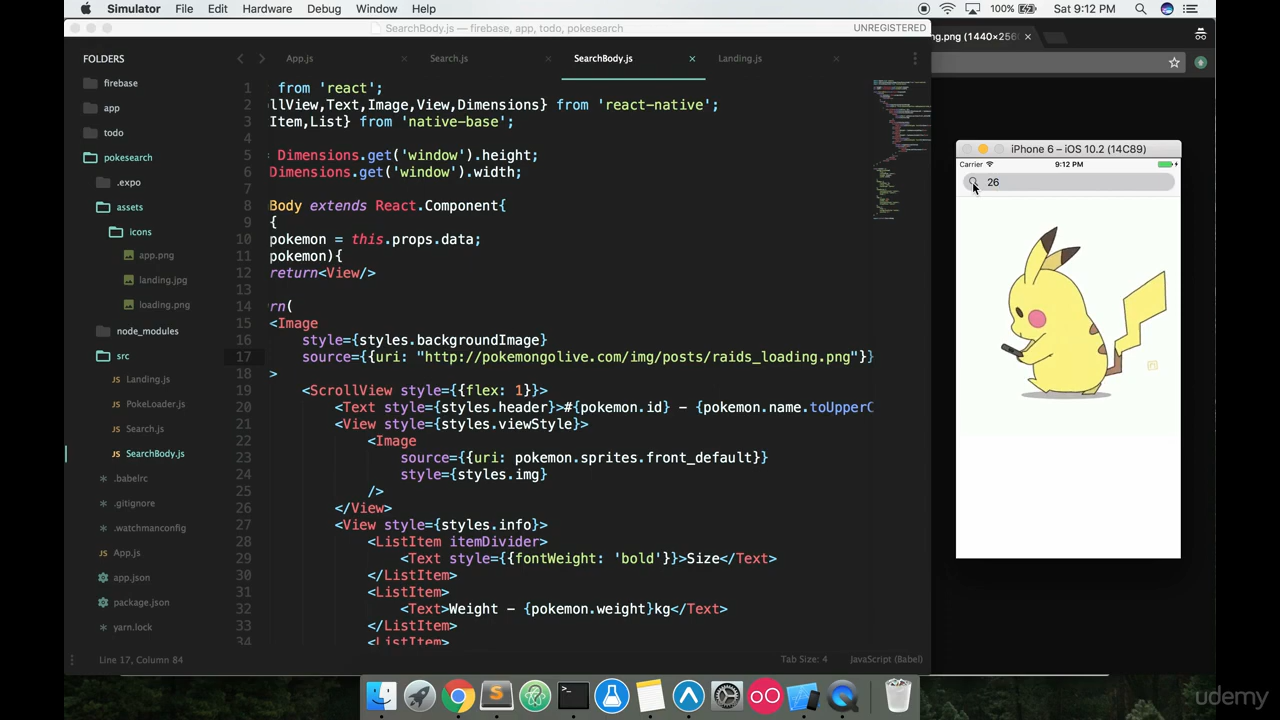 Simulator File Edit Hardware Debug Window Help 100% Sat 9:12 PM
SearchBody.js — firebase, app, todo, pokesearch UNREGISTERED
ng.png (1440×256
FOLDERS
App.js Search.js SearchBody.js Landing.js
firebase
app
todo
pokesearch
.expo
assets
icons
app.png
landing.jpg
loading.png
node_modules
src
Landing.js
PokeLoader.js
Search.js
SearchBody.js
.babelrc
.gitignore
.watchmanconfig
App.js
app.json
package.json
yarn.lock
1 from 'react';
2 llView,Text,Image,View,Dimensions} from 'react-native';
3 Item,List} from 'native-base';
4
5 Dimensions.get('window').height;
6 Dimensions.get('window').width;
7
8 Body extends React.Component{
9 {
10 pokemon = this.props.data;
11 pokemon){
12 return<View/>
13
14 rn(
15 <Image
16 style={styles.backgroundImage}
17 source={{uri: "http://pokemongolive.com/img/posts/raids_loading.png"}}
18 >
19 <ScrollView style={{flex: 1}}>
20 <Text style={styles.header}>#{pokemon.id} - {pokemon.name.toUpperC
21 <View style={styles.viewStyle}>
22 <Image
23 source={{uri: pokemon.sprites.front_default}}
24 style={styles.img}
25 />
26 </View>
27 <View style={styles.info}>
28 <ListItem itemDivider>
29 <Text style={{fontWeight: 'bold'}}>Size</Text>
30 </ListItem>
31 <ListItem>
32 <Text>Weight - {pokemon.weight}kg</Text>
33 </ListItem>
34 <ListItem>
Line 17, Column 84 Tab Size: 4 JavaScript (Babel)
iPhone 6 – iOS 10.2 (14C89)
Carrier 9:12 PM
26
udemy